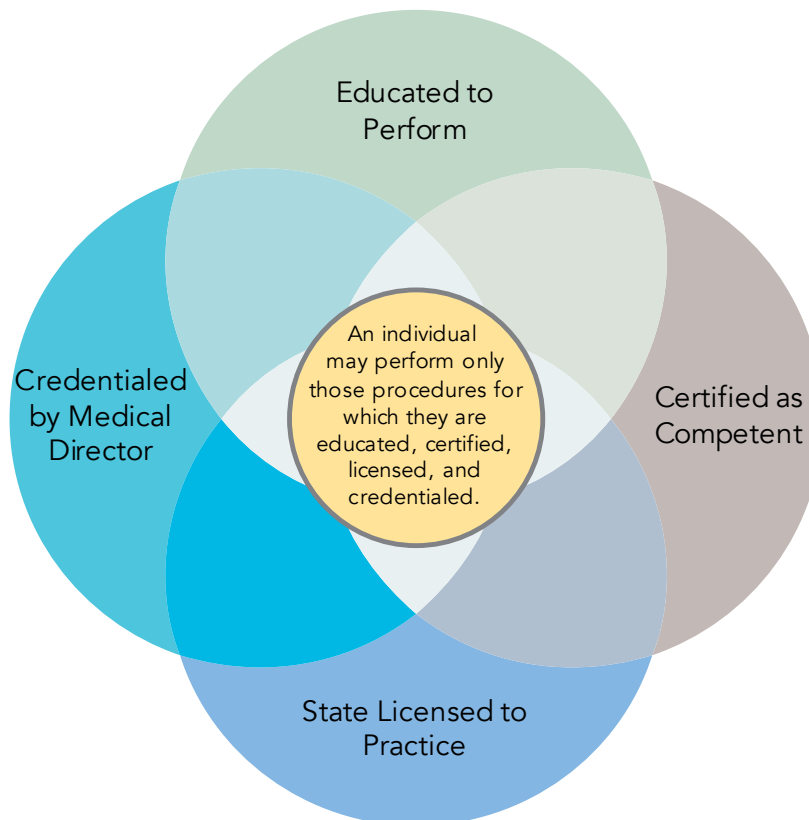 Educated to
Perform
Credentialed
by Medical
Director
An individual
may perform only
those procedures for
which they are
educated, certified,
licensed, and
credentialed.
Certified as
Competent
State Licensed to
Practice